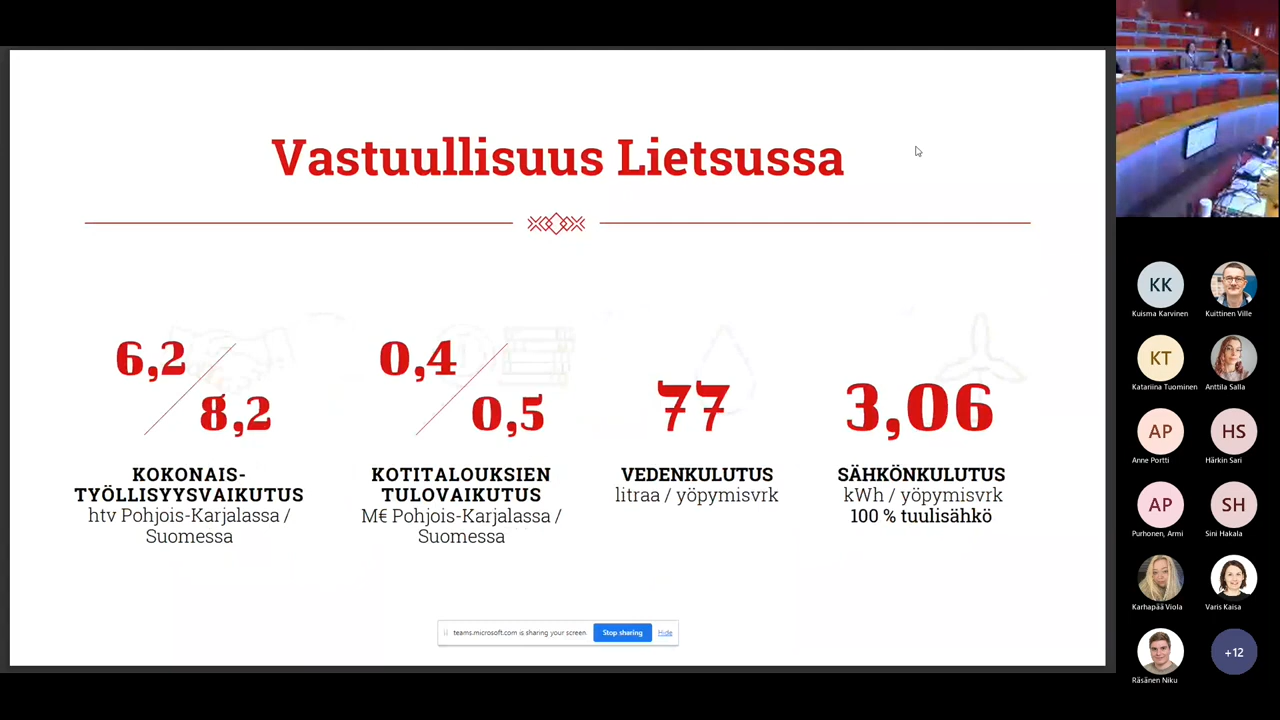 Vastuullisuus Lietsussa
6,2
8,2
KOKONAIS-
TYÖLLISYYSVAIKUTUS
htv Pohjois-Karjalassa /
Suomessa
0,4
0,5
KOTITALOUKSIEN
TULOVAIKUTUS
M€ Pohjois-Karjalassa /
Suomessa
77
VEDENKULUTUS
litraa / yöpymisvrk
3,06
SÄHKÖNKULUTUS
kWh / yöpymisvrk
100 % tuulisähkö
teams.microsoft.com is sharing your screen.
Stop sharing
Hide
KK
Kuisma Karvinen
Kuittinen Ville
KT
Katariina Tuominen
Anttila Salla
AP
Anne Portti
HS
Härkin Sari
AP
Purhonen, Armi
SH
Sini Hakala
Karhapää Viola
Varis Kaisa
Räsänen Niku
+12